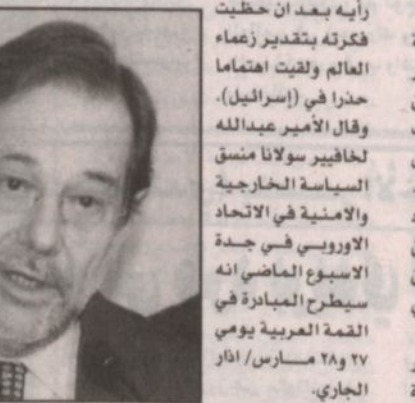 رأيه بعد ان حظيت
فكرته بتقدير زعماء
العالم ولقيت اهتماما
حذرا في (إسرائيل).
وقال الأمير عبدالله
لخافيير سولانا منسق
السياسة الخارجية
والامنية في الاتحاد
الاوروبي في جدة
الاسبوع الماضي انه
سيطرح المبادرة في
القمة العربية يومي
٢٧ و٢٨ مارس/ اذار
الجاري.